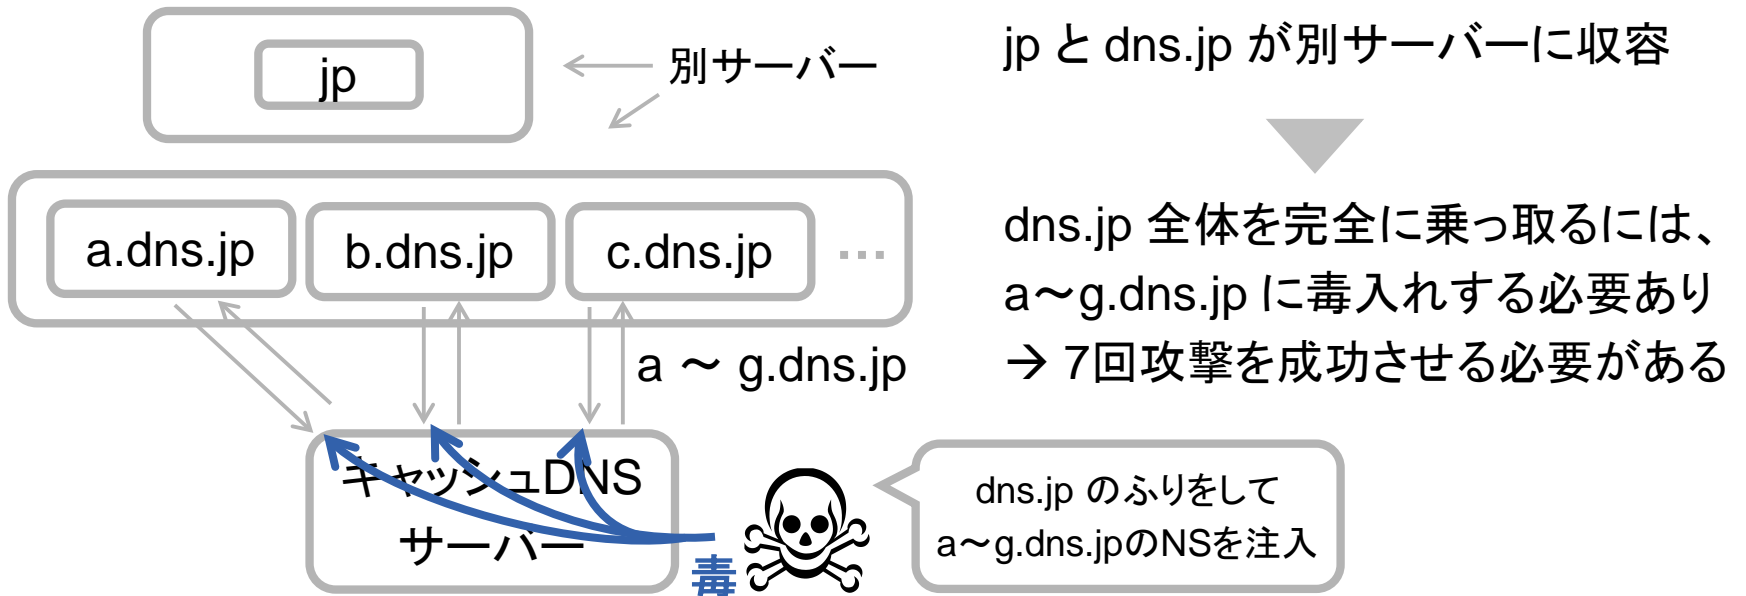 jp
別サーバー
a.dns.jp
b.dns.jp
c.dns.jp
…
a ～ g.dns.jp
キャッシュDNS
サーバー
毒
dns.jp のふりをして
a～g.dns.jpのNSを注入
jp と dns.jp が別サーバーに収容
dns.jp 全体を完全に乗っ取るには、
a～g.dns.jp に毒入れする必要あり
→ 7回攻撃を成功させる必要がある